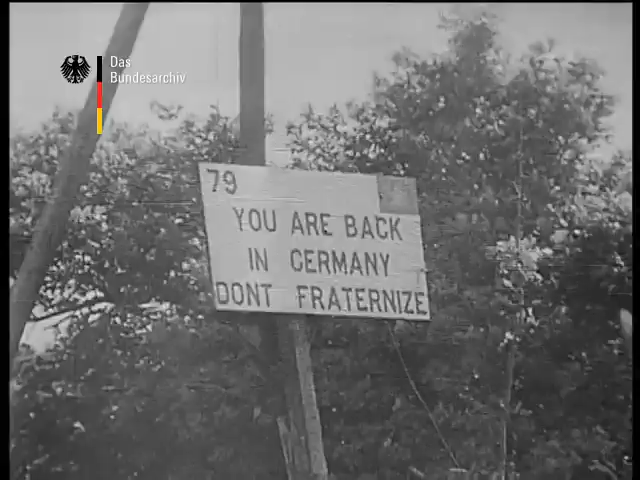 Das
Bundesarchiv
79
YOU ARE BACK
IN GERMANY
DONT FRATERNIZE